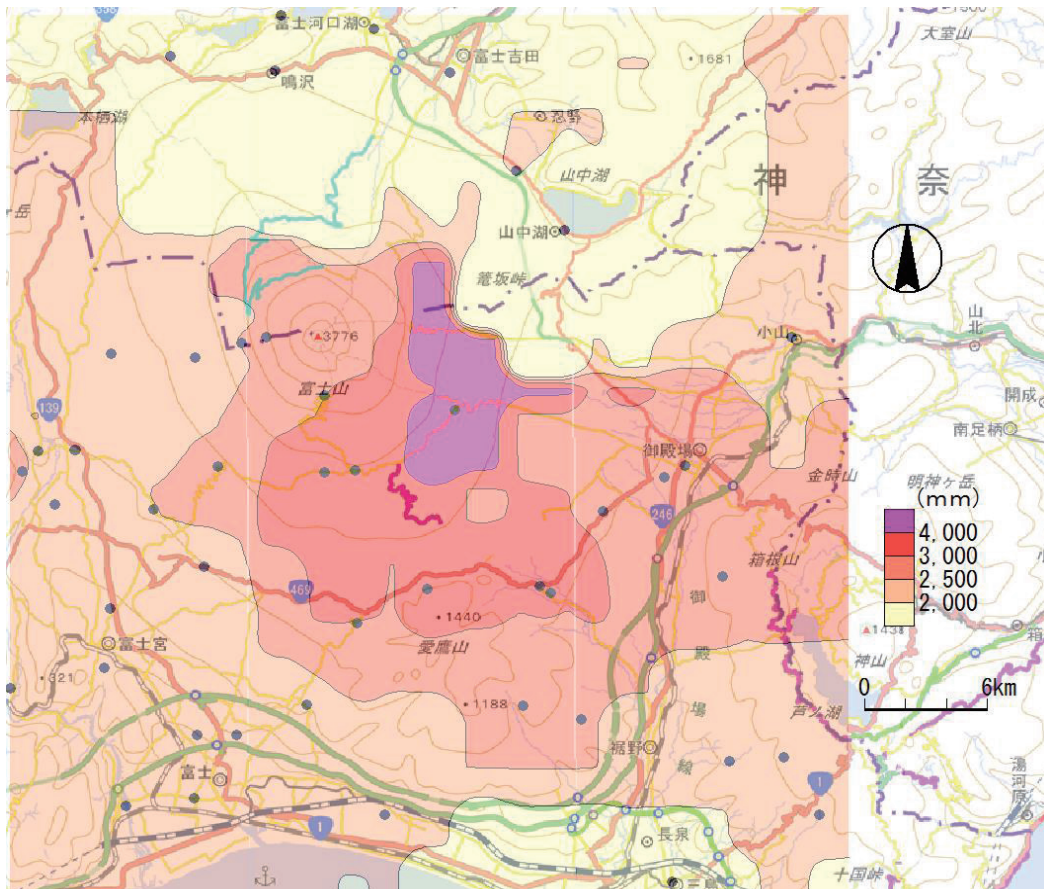 富士河口湖
富士吉田
・1681
大室山
鳴沢
本栖湖
忍野
山中湖
神
奈
山中湖
篭坂峠
小山
山北
3776
富士山
139
開成
南足柄
御殿場
金時山
明神ヶ岳
(mm)
4,000
3,000
2,500
2,000
246
箱根山
469
・1440
愛鷹山
御
殿
場
線
富士宮
・321
1438
神山
箱
0 6km
・1188
芦ノ湖
裾野
富士
1
1
湯河原
長泉
三島
十国峠